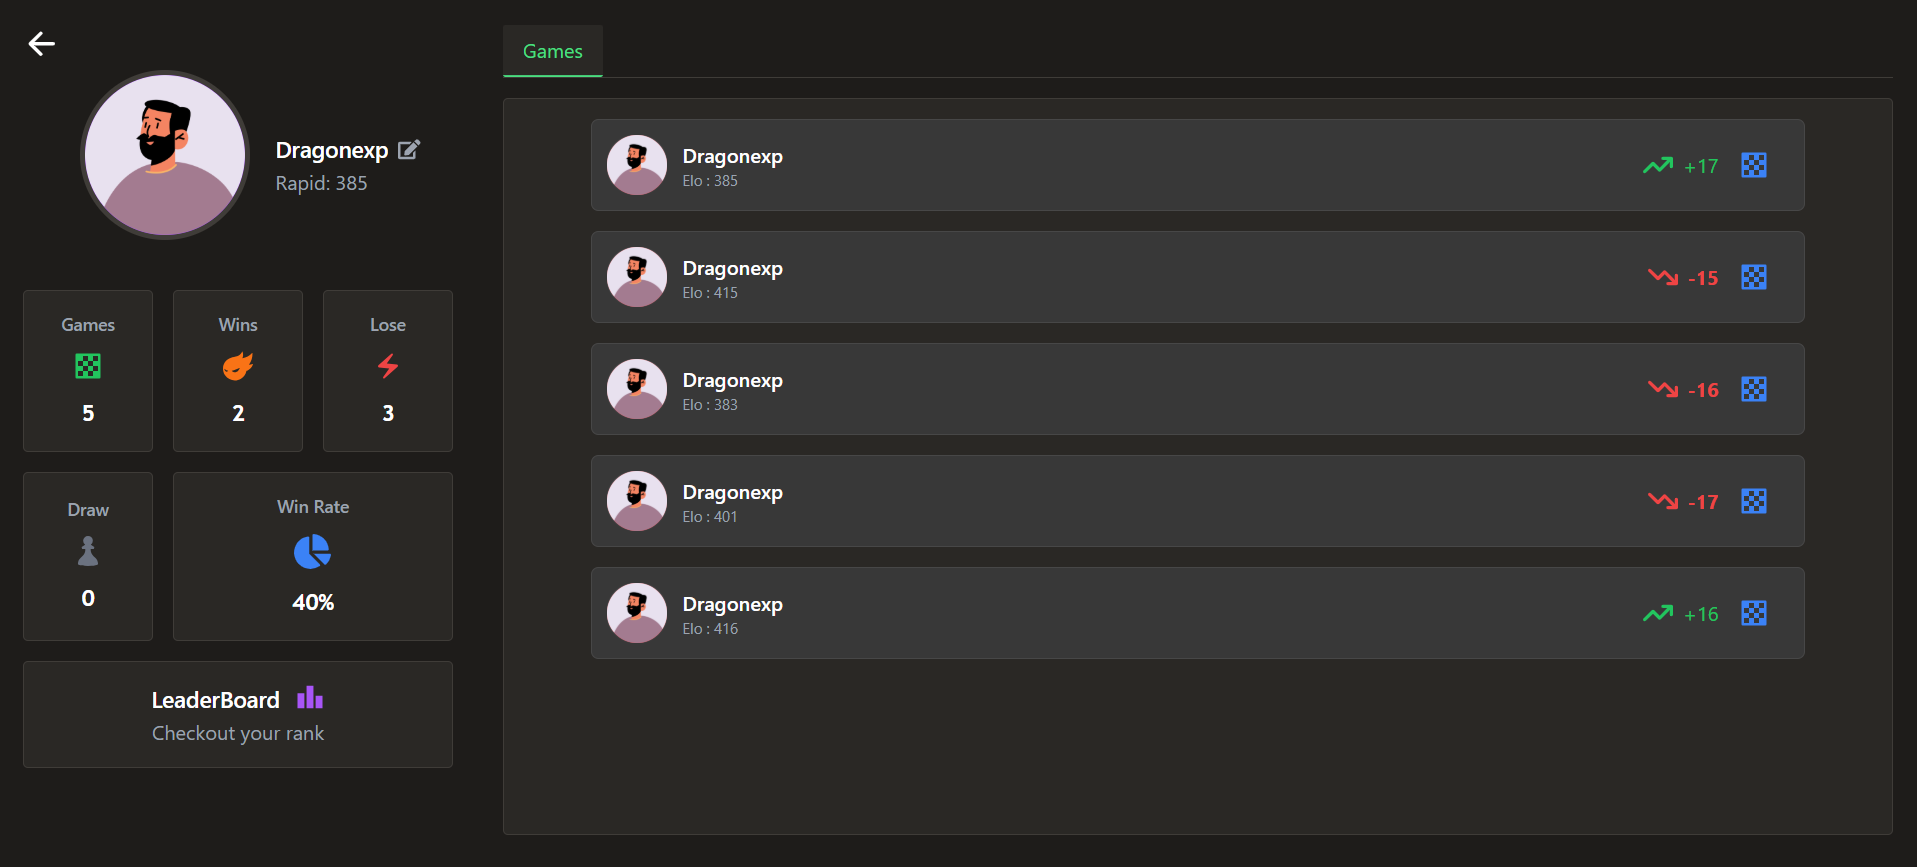 Dragonexp
Rapid: 385
Games
5
Wins
2
Lose
3
Draw
0
Win Rate
40%
LeaderBoard
Checkout your rank
Games
Dragonexp
Elo : 385
+17
Dragonexp
Elo : 415
-15
Dragonexp
Elo : 383
-16
Dragonexp
Elo : 401
-17
Dragonexp
Elo : 416
+16